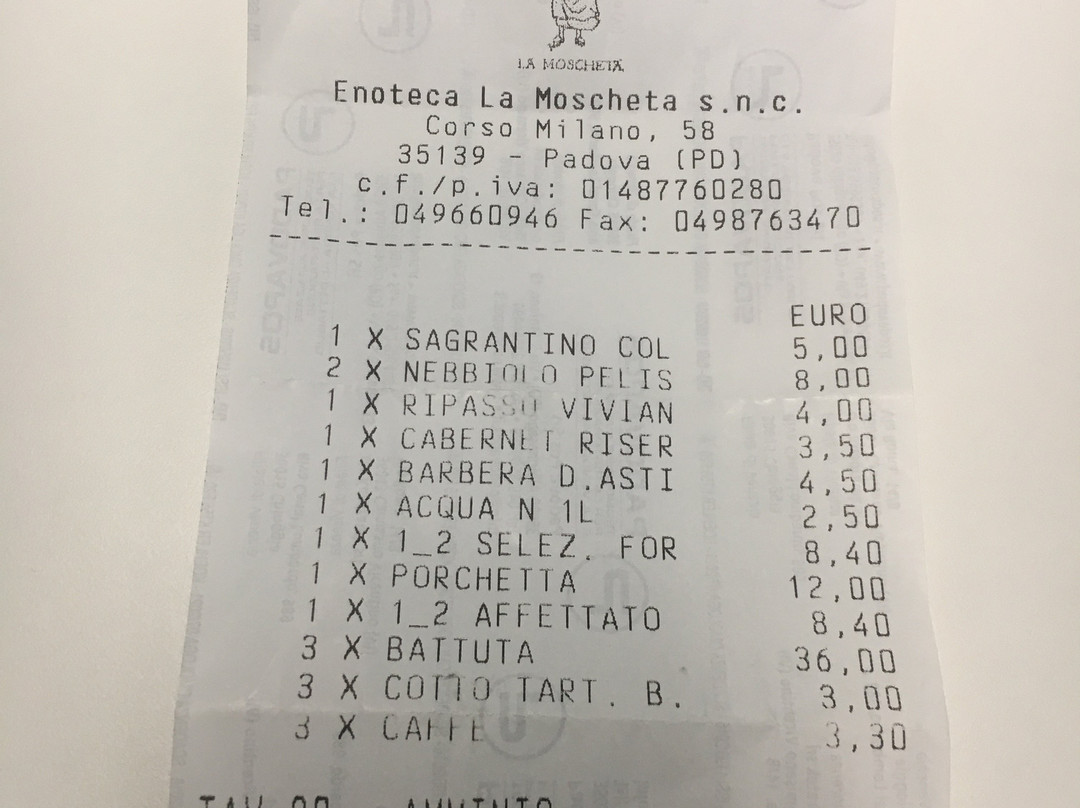 LA MOSCHETA
Enoteca La Moscheta s.n.c.
Corso Milano, 58
35139 - Padova (PD)
c.f./p.iva: 01487760280
Tel.: 049660946 Fax: 0498763470
EURO
1 X SAGRANTINO COL 5,00
2 X NEBBIOLO PELIS 8,00
1 X RIPASSO VIVIAN 4,00
1 X CABERNET RISER 3,50
1 X BARBERA D.ASTI 4,50
1 X ACQUA N 1L 2,50
1 X 1_2 SELEZ. FOR 8,40
1 X PORCHETTA 12,00
1 X 1_2 AFFETTATO 8,40
3 X BATTUTA 36,00
3 X COTTO TART. B. 3,00
3 X CAFFE 3,30